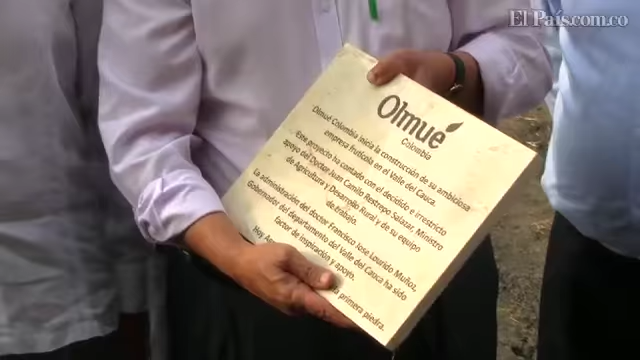 El País.com.co
Olmué
Colombia
Olmué Colombia inicia la construcción de su ambiciosa
empresa frutícola en el Valle del Cauca
Este proyecto ha contado con el decidido e irrestricto
apoyo del Doctor Juan Camilo Restrepo Salazar, Ministro
de Agricultura y Desarrollo Rural y de su equipo
de trabajo.
La administración del doctor Francisco José Lourido Muñoz,
Gobernador del departamento del Valle del Cauca ha sido
factor de inspiración y apoyo.
Hoy, la primera piedra.